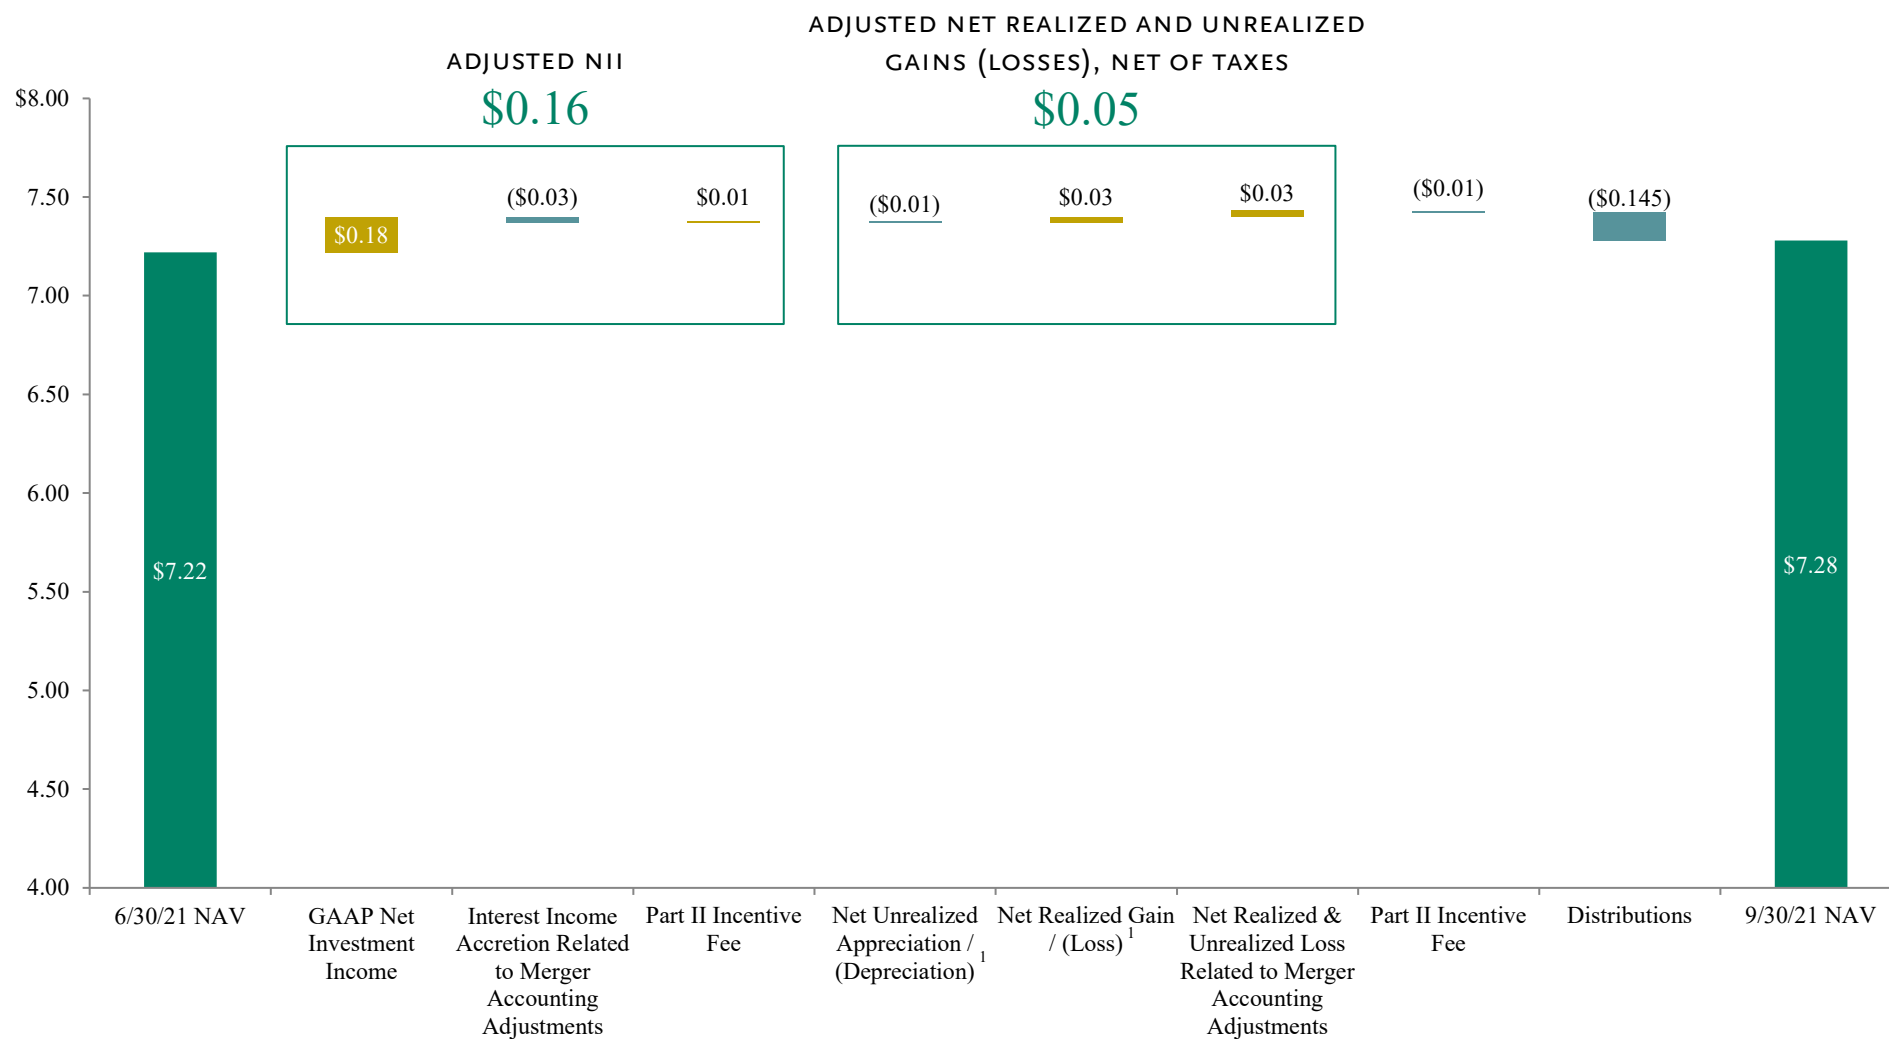 ADJUSTED NII
$0.16
ADJUSTED NET REALIZED AND UNREALIZED
GAINS (LOSSES), NET OF TAXES
$0.05
$8.00
7.50
7.00
6.50
6.00
5.50
5.00
4.50
4.00
$7.22
$0.18
($0.03)
$0.01
($0.01)
$0.03
$0.03
($0.01)
($0.145)
$7.28
6/30/21 NAV
GAAP Net
Investment
Income
Interest Income
Accretion Related
to Merger
Accounting
Adjustments
Part II Incentive
Fee
Net Unrealized
Appreciation /
(Depreciation) 1
Net Realized Gain
/ (Loss) 1
Net Realized &
Unrealized Loss
Related to Merger
Accounting
Adjustments
Part II Incentive
Fee
Distributions
9/30/21 NAV